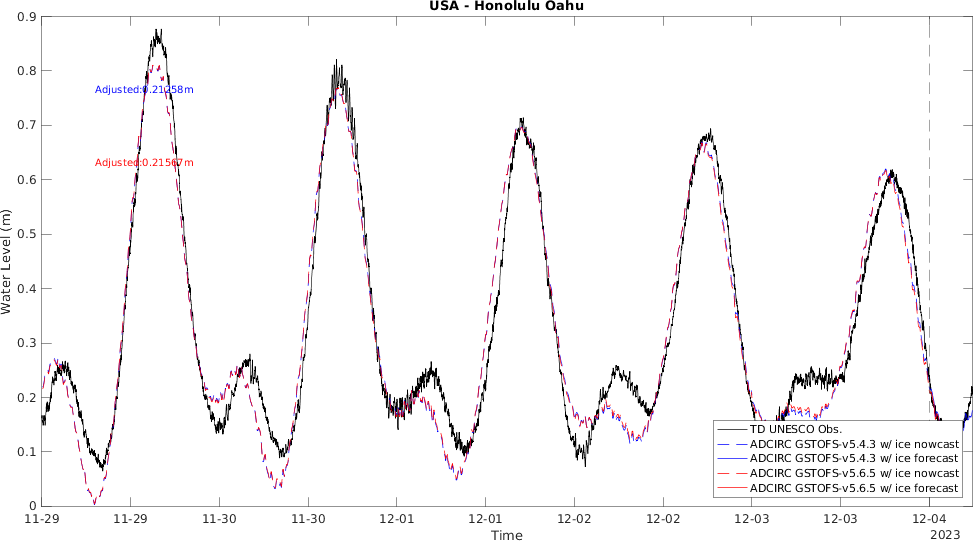 USA - Honolulu Oahu
0.9
0.8
0.7
0.6
0.5
0.4
0.3
0.2
0.1
0
Water Level (m)
Adjusted:0.21258m
Adjusted:0.21567m
TD UNESCO Obs.
ADCIRC GSTOFS-v5.4.3 w/ ice nowcast
ADCIRC GSTOFS-v5.4.3 w/ ice forecast
ADCIRC GSTOFS-v5.6.5 w/ ice nowcast
ADCIRC GSTOFS-v5.6.5 w/ ice forecast
11-29 11-29 11-30 11-30 12-01 12-01 12-02 12-02 12-03 12-03 12-04
Time
2023